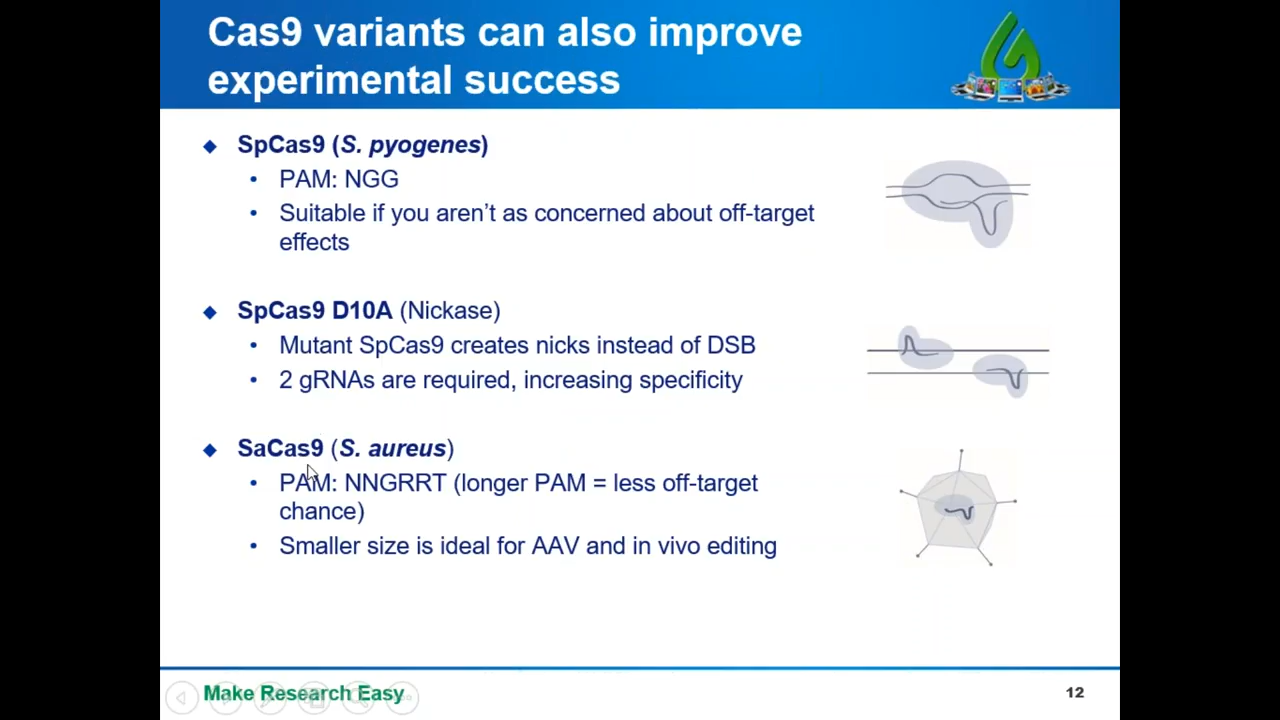 Cas9 variants can also improve
experimental success
SpCas9 (S. pyogenes)
PAM: NGG
Suitable if you aren’t as concerned about off-target
effects
SpCas9 D10A (Nickase)
Mutant SpCas9 creates nicks instead of DSB
2 gRNAs are required, increasing specificity
SaCas9 (S. aureus)
PAM: NNGRRT (longer PAM = less off-target
chance)
Smaller size is ideal for AAV and in vivo editing
Make Research Easy
12